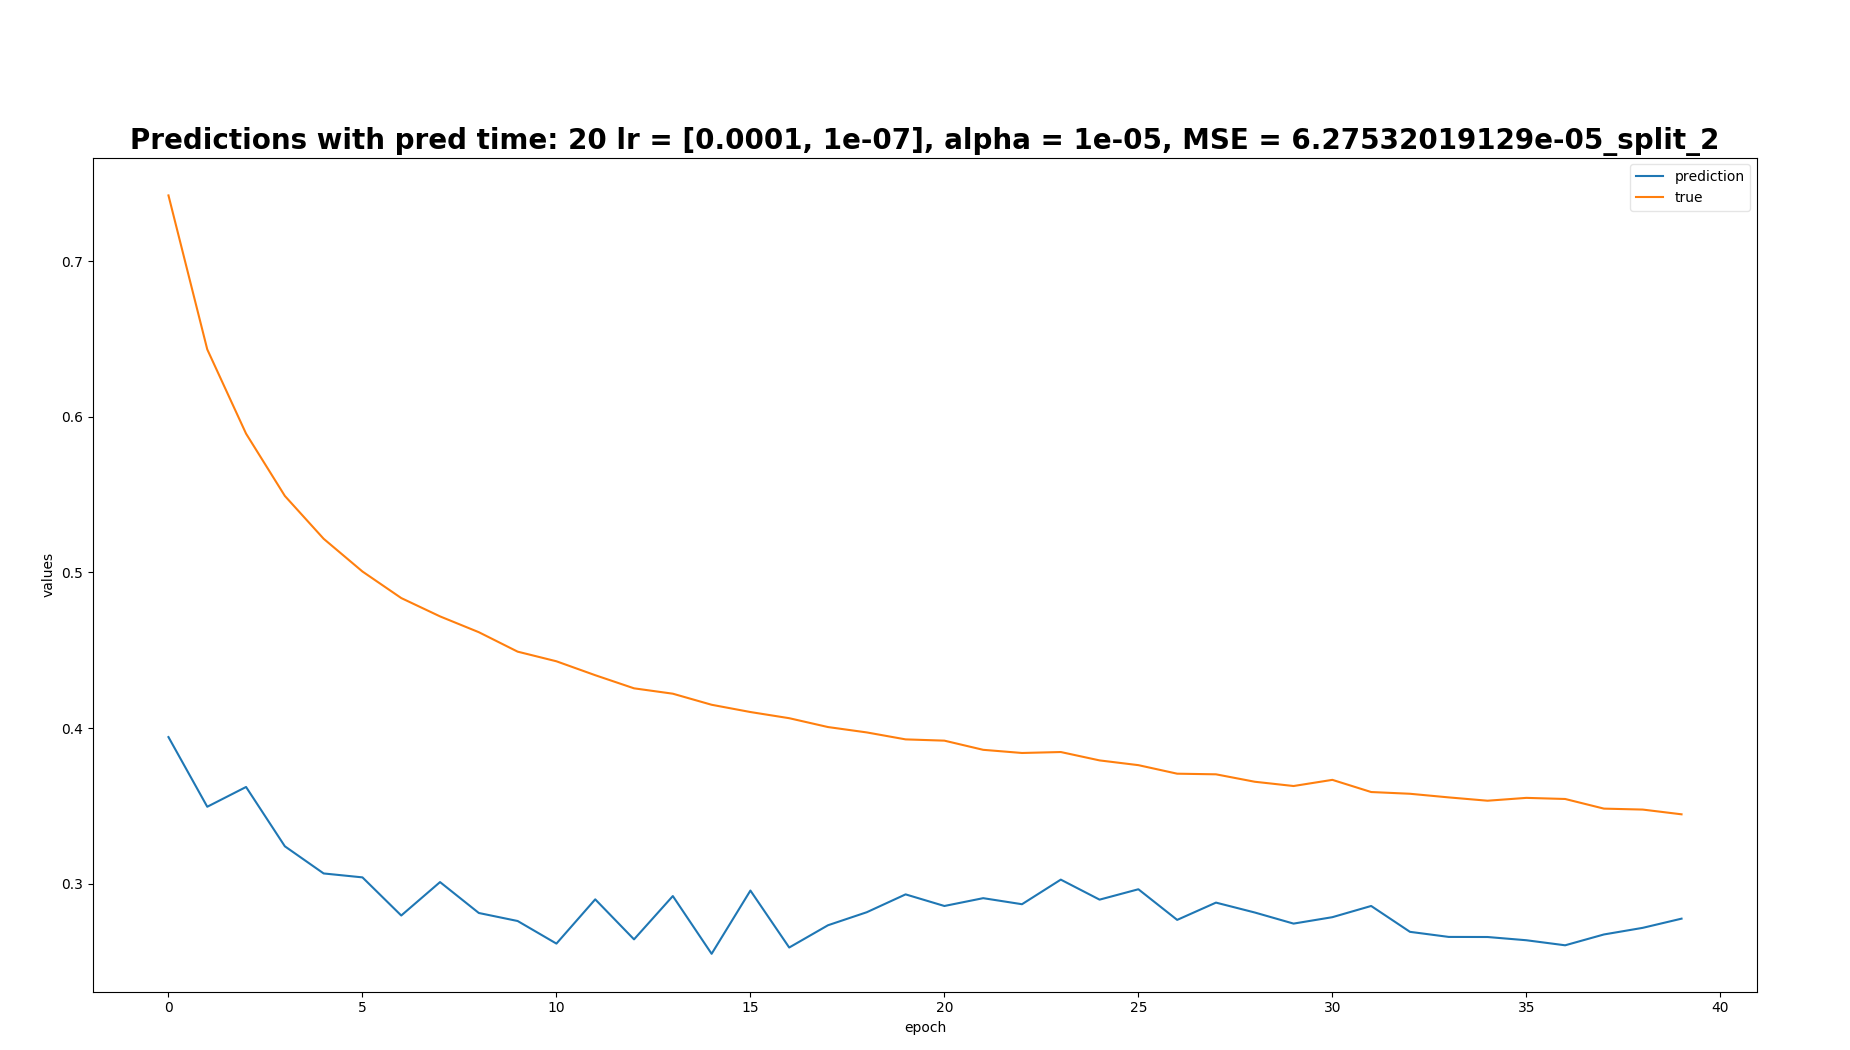 Predictions with pred time: 20 lr = [0.0001, 1e-07], alpha = 1e-05, MSE = 6.27532019129e-05_split_2
prediction
true
0.7
0.6
0.5
0.4
0.3
values
0 5 10 15 20 25 30 35 40
epoch